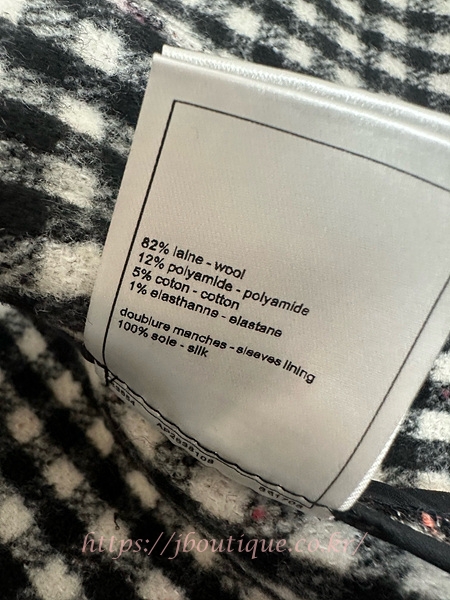 82% laine - wool
12% polyamide - polyamide
5% coton - cotton
1% elasthanne - elastane
doublure manches - sleeves lining
100% soie - silk
https://jboutique.co.kr/